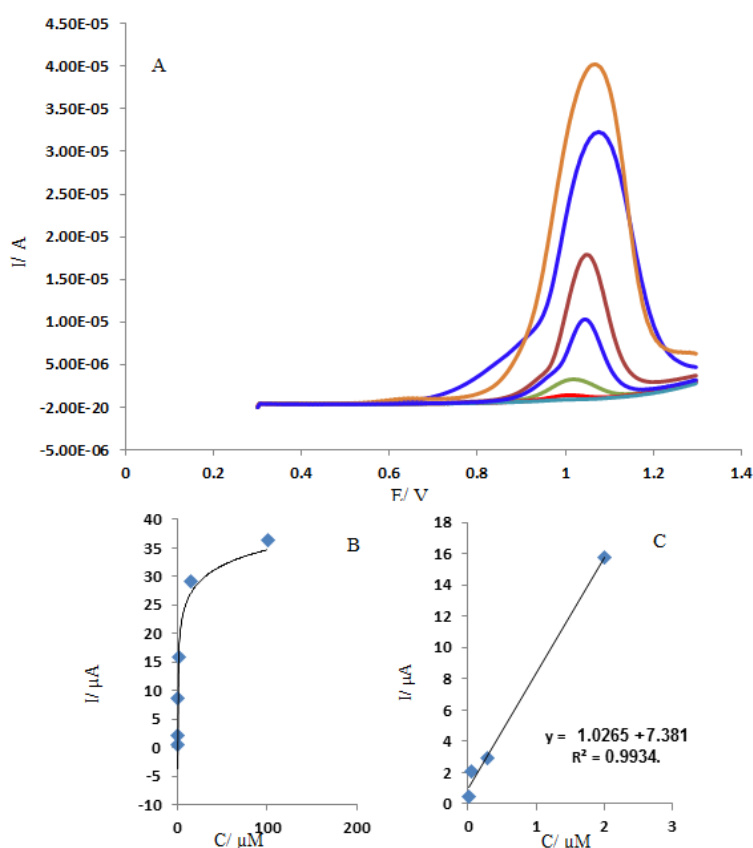 A
4.50E-05
4.00E-05
3.50E-05
3.00E-05
2.50E-05
2.00E-05
1.50E-05
1.00E-05
5.00E-06
-2.00E-20
-5.00E-06
I/ A
0 0.2 0.4 0.6 0.8 1 1.2 1.4
E/ V
B
40
35
30
25
20
15
10
5
0
-5
-10
I/ μA
0 100 200
C/ μM
C
18
16
14
12
10
8
6
4
2
0
I/ μA
y = 1.0265 +7.381
R² = 0.9934.
0 1 2 3
C/ μM